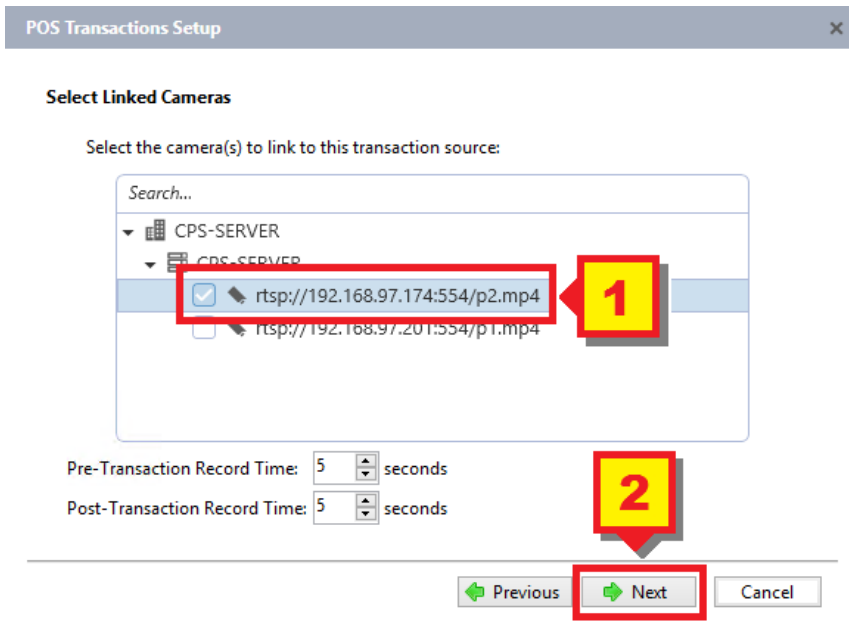 POS Transactions Setup
Select Linked Cameras
Select the camera(s) to link to this transaction source:
Search...
CPS-SERVER
CPS-SERVER
rtsp://192.168.97.174:554/p2.mp4
1
rtsp://192.168.97.201:554/p1.mp4
Pre-Transaction Record Time: 5 seconds
Post-Transaction Record Time: 5 seconds
2
Previous Next Cancel